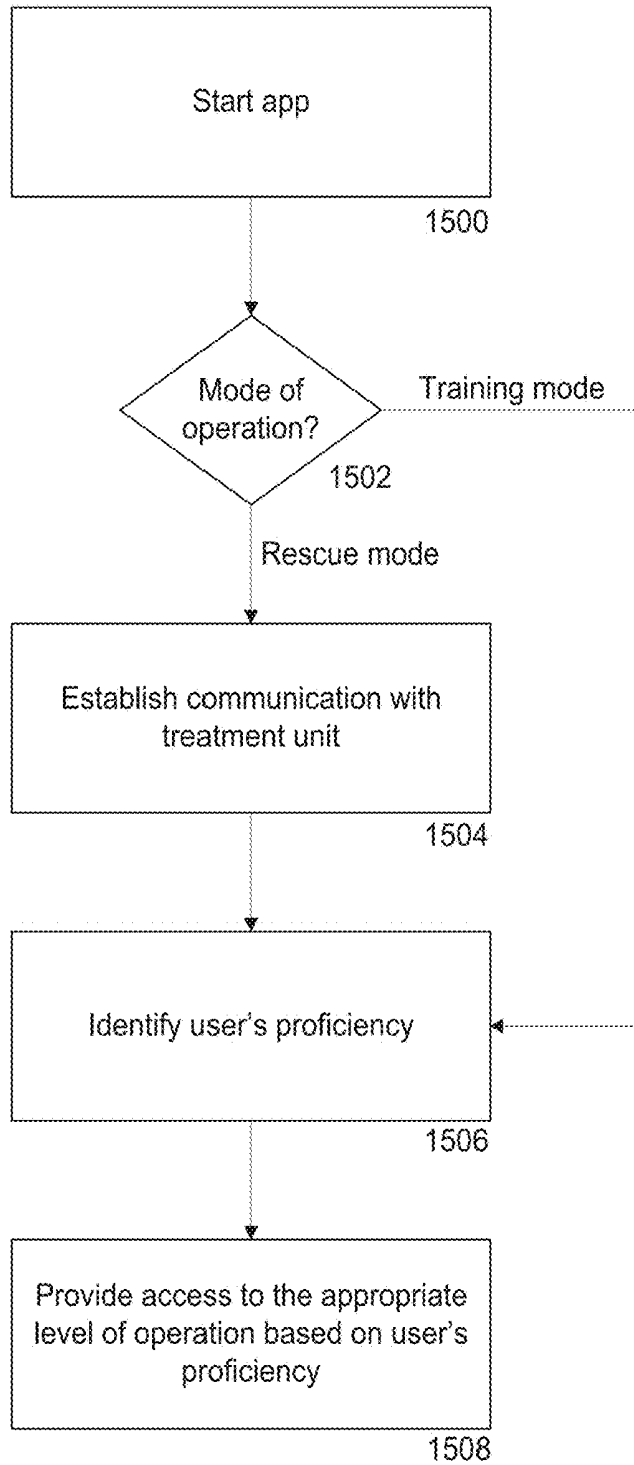 Start app
1500
Mode of
operation?
Training mode
1502
Rescue mode
Establish communication with
treatment unit
1504
Identify user's proficiency
1506
Provide access to the appropriate
level of operation based on user's
proficiency
1508